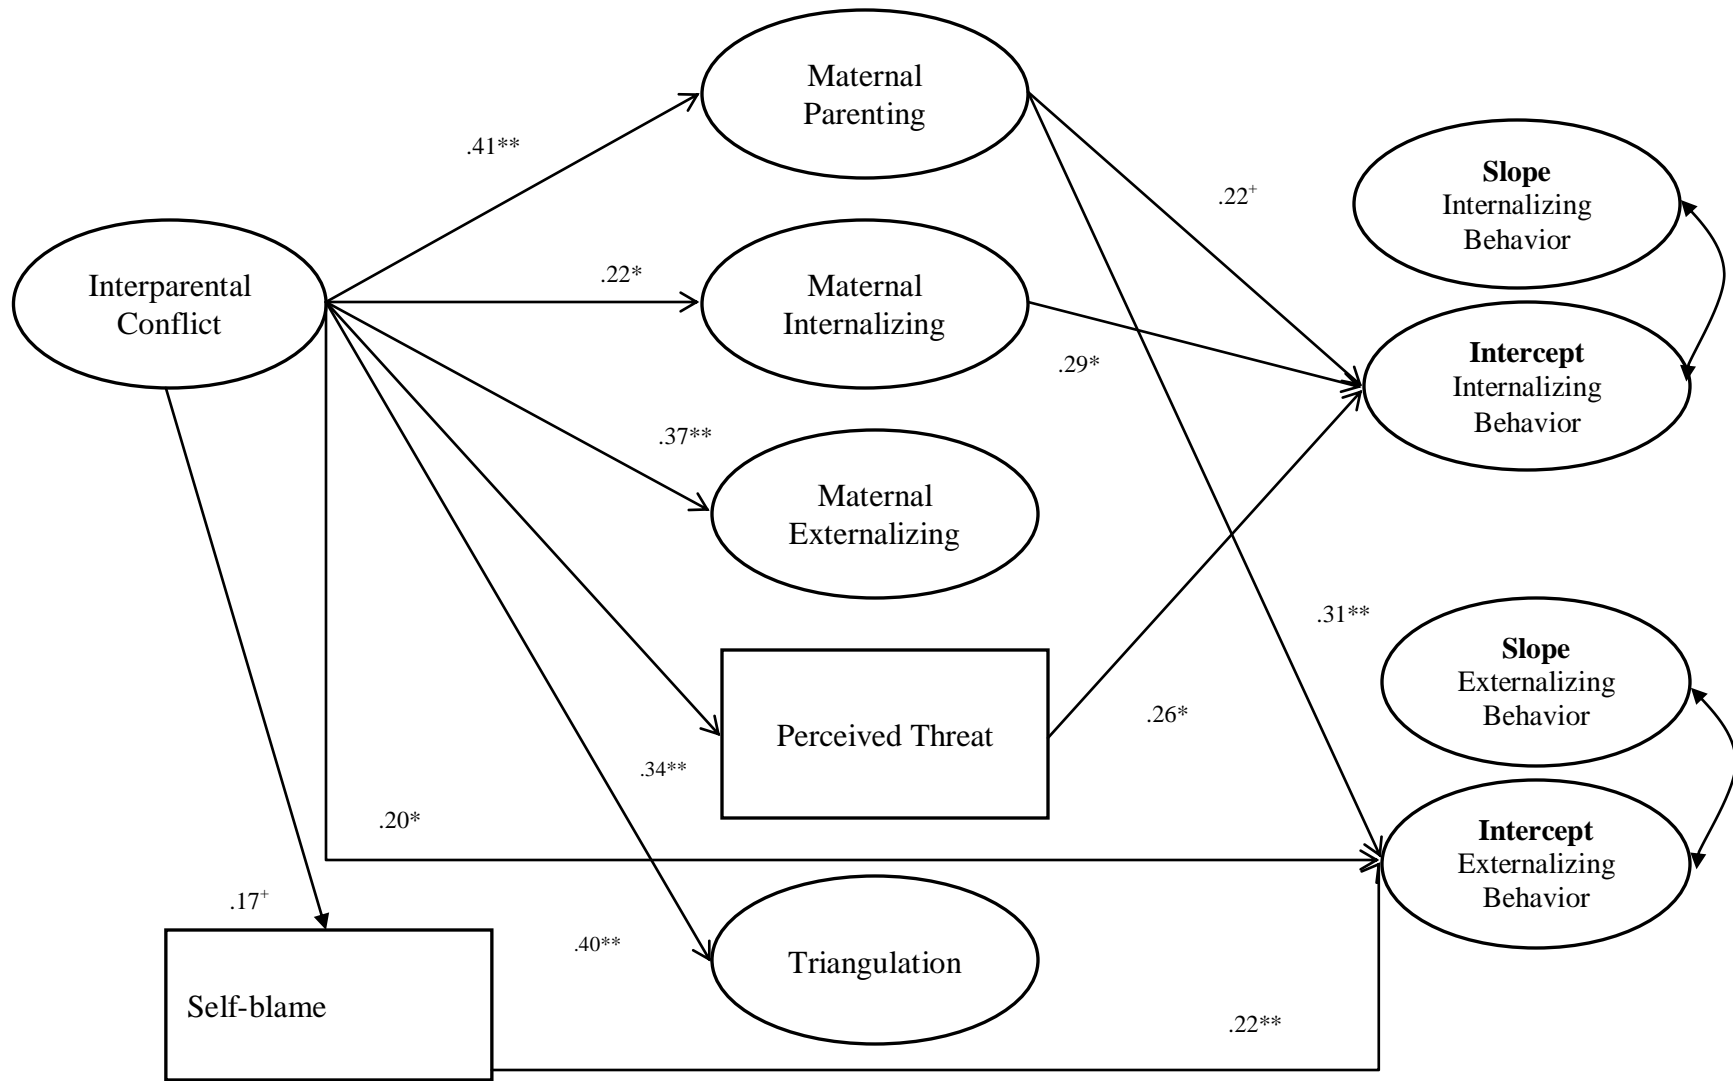 Maternal
Parenting
.41**
.22⁺
Slope
Internalizing
Behavior
Interparental
Conflict
.22*
Maternal
Internalizing
.29*
Intercept
Internalizing
Behavior
.37**
Maternal
Externalizing
.31**
Slope
Externalizing
Behavior
Perceived Threat
.26*
.34**
.20*
Intercept
Externalizing
Behavior
.17⁺
.40**
Triangulation
Self-blame
.22**